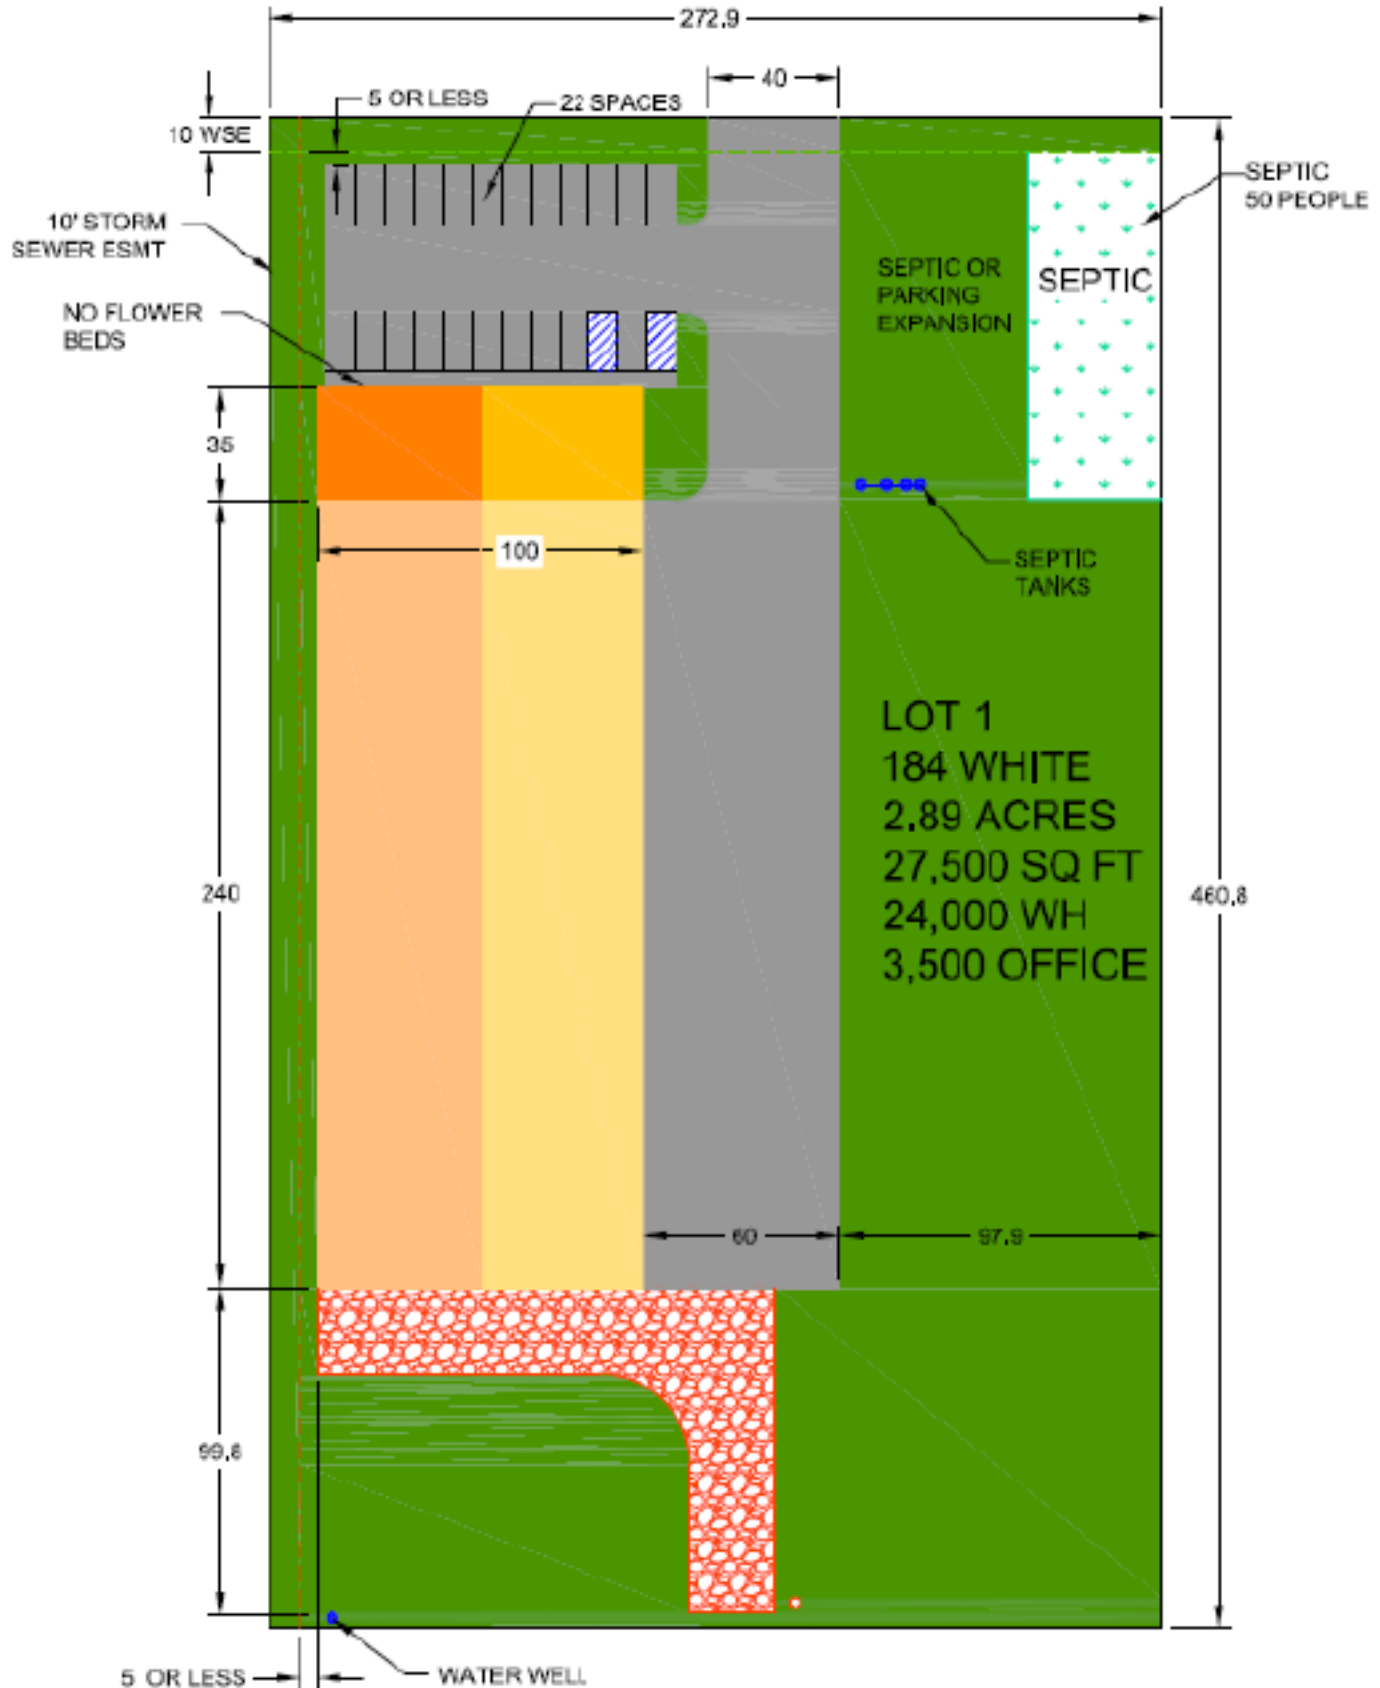 272.9
40
5 OR LESS
22 SPACES
10 WSE
SEPTIC
50 PEOPLE
10' STORM
SEWER ESMT
SEPTIC OR
PARKING
EXPANSION
SEPTIC
NO FLOWER
BEDS
35
100
SEPTIC
TANKS
LOT 1
184 WHITE
2.89 ACRES
27,500 SQ FT
24,000 WH
3,500 OFFICE
240
460.8
60
97.9
99.8
5 OR LESS
WATER WELL